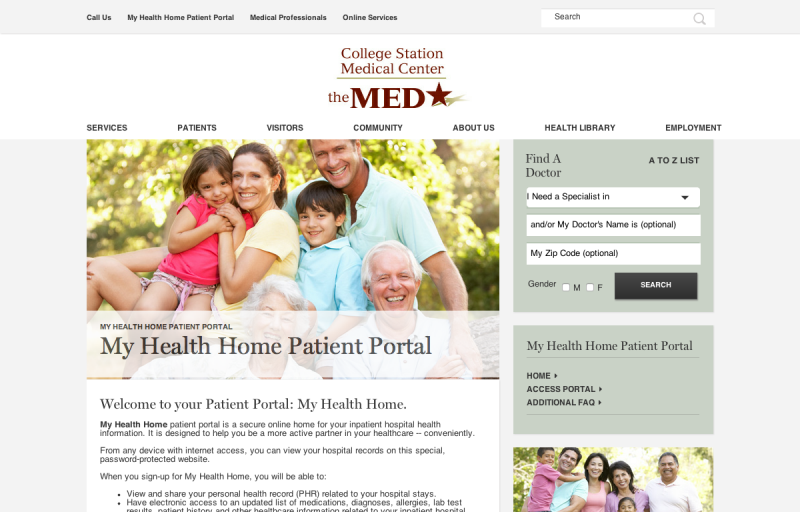 Call Us
My Health Home Patient Portal
Medical Professionals
Online Services
Search
College Station
Medical Center
the MED
SERVICES
PATIENTS
VISITORS
COMMUNITY
ABOUT US
HEALTH LIBRARY
EMPLOYMENT
MY HEALTH HOME PATIENT PORTAL
My Health Home Patient Portal
Welcome to your Patient Portal: My Health Home.
My Health Home patient portal is a secure online home for your inpatient hospital health
information. It is designed to help you be a more active partner in your healthcare – conveniently.
From any device with internet access, you can view your hospital records on this special,
password-protected website.
When you sign-up for My Health Home, you will be able to:
• View and share your personal health record (PHR) related to your hospital stays.
• Have electronic access to an updated list of medications, diagnoses, allergies, lab test
results, patient history and other healthcare information related to your inpatient hospital
Find A
Doctor
A TO Z LIST
I Need a Specialist in
and/or My Doctor's Name is (optional)
My Zip Code (optional)
Gender
M
F
SEARCH
My Health Home Patient Portal
HOME
ACCESS PORTAL
ADDITIONAL FAQ